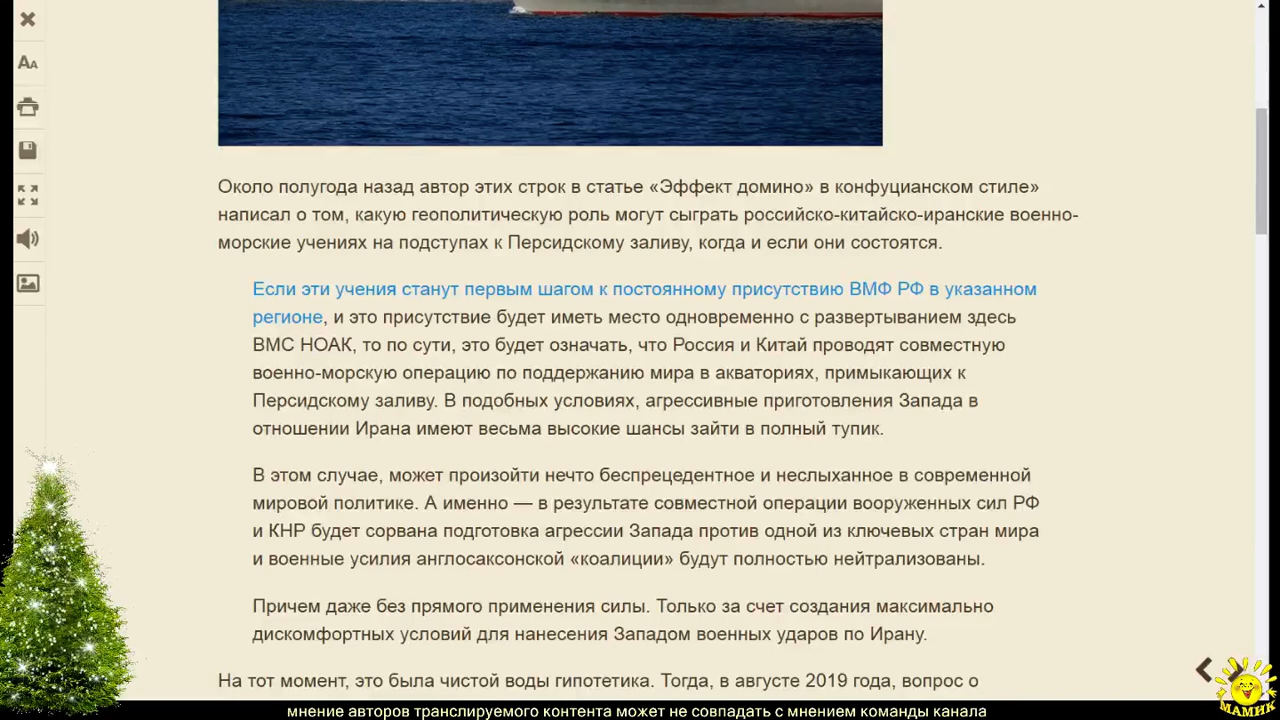 Aa
Около полугода назад автор этих строк в статье «Эффект домино» в конфуцианском стиле»
написал о том, какую геополитическую роль могут сыграть российско-китайско-иранские военно-
морские учениях на подступах к Персидскому заливу, когда и если они состоятся.
Если эти учения станут первым шагом к постоянному присутствию ВМФ РФ в указанном
регионе, и это присутствие будет иметь место одновременно с развертыванием здесь
ВМС НОАК, то по сути, это будет означать, что Россия и Китай проводят совместную
военно-морскую операцию по поддержанию мира в акваториях, примыкающих к
Персидскому заливу. В подобных условиях, агрессивные приготовления Запада в
отношении Ирана имеют весьма высокие шансы зайти в полный тупик.
В этом случае, может произойти нечто беспрецедентное и неслыханное в современной
мировой политике. А именно — в результате совместной операции вооруженных сил РФ
и КНР будет сорвана подготовка агрессии Запада против одной из ключевых стран мира
и военные усилия англосаксонской «коалиции» будут полностью нейтрализованы.
Причем даже без прямого применения силы. Только за счет создания максимально
дискомфортных условий для нанесения Западом военных ударов по Ирану.
На тот момент, это была чистой воды гипотетика. Тогда, в августе 2019 года, вопрос о
МАМИК
мнение авторов транслируемого контента может не совпадать с мнением команды канала